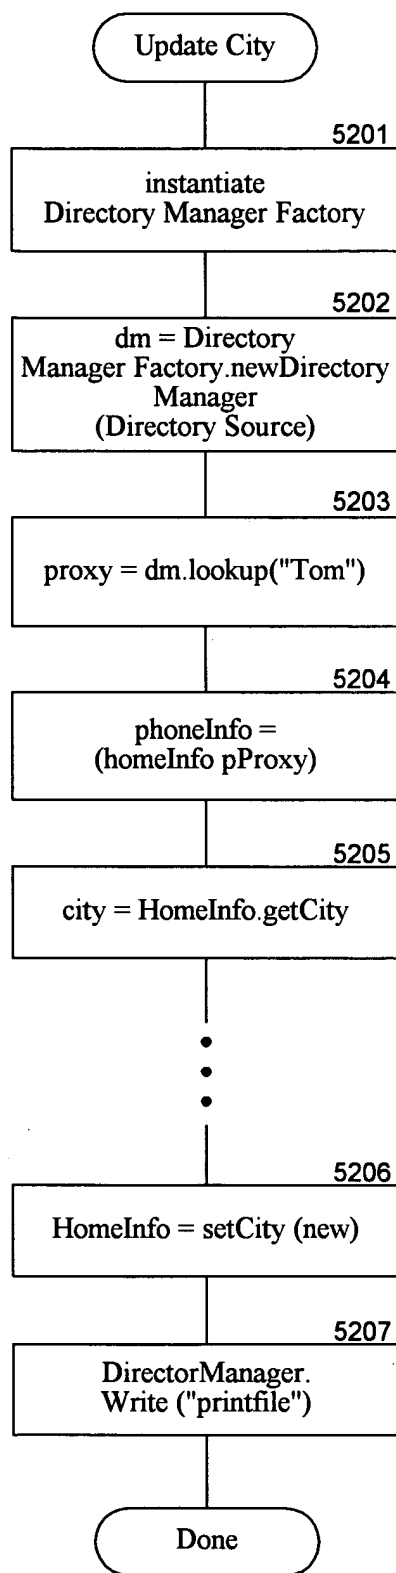 Update City
5201
instantiate
Directory Manager Factory
5202
dm = Directory
Manager Factory.newDirectory
Manager
(Directory Source)
5203
proxy = dm.lookup("Tom")
5204
phoneInfo =
(homeInfo pProxy)
5205
city = HomeInfo.getCity
5206
HomeInfo = setCity (new)
5207
DirectorManager.
Write ("printfile")
Done